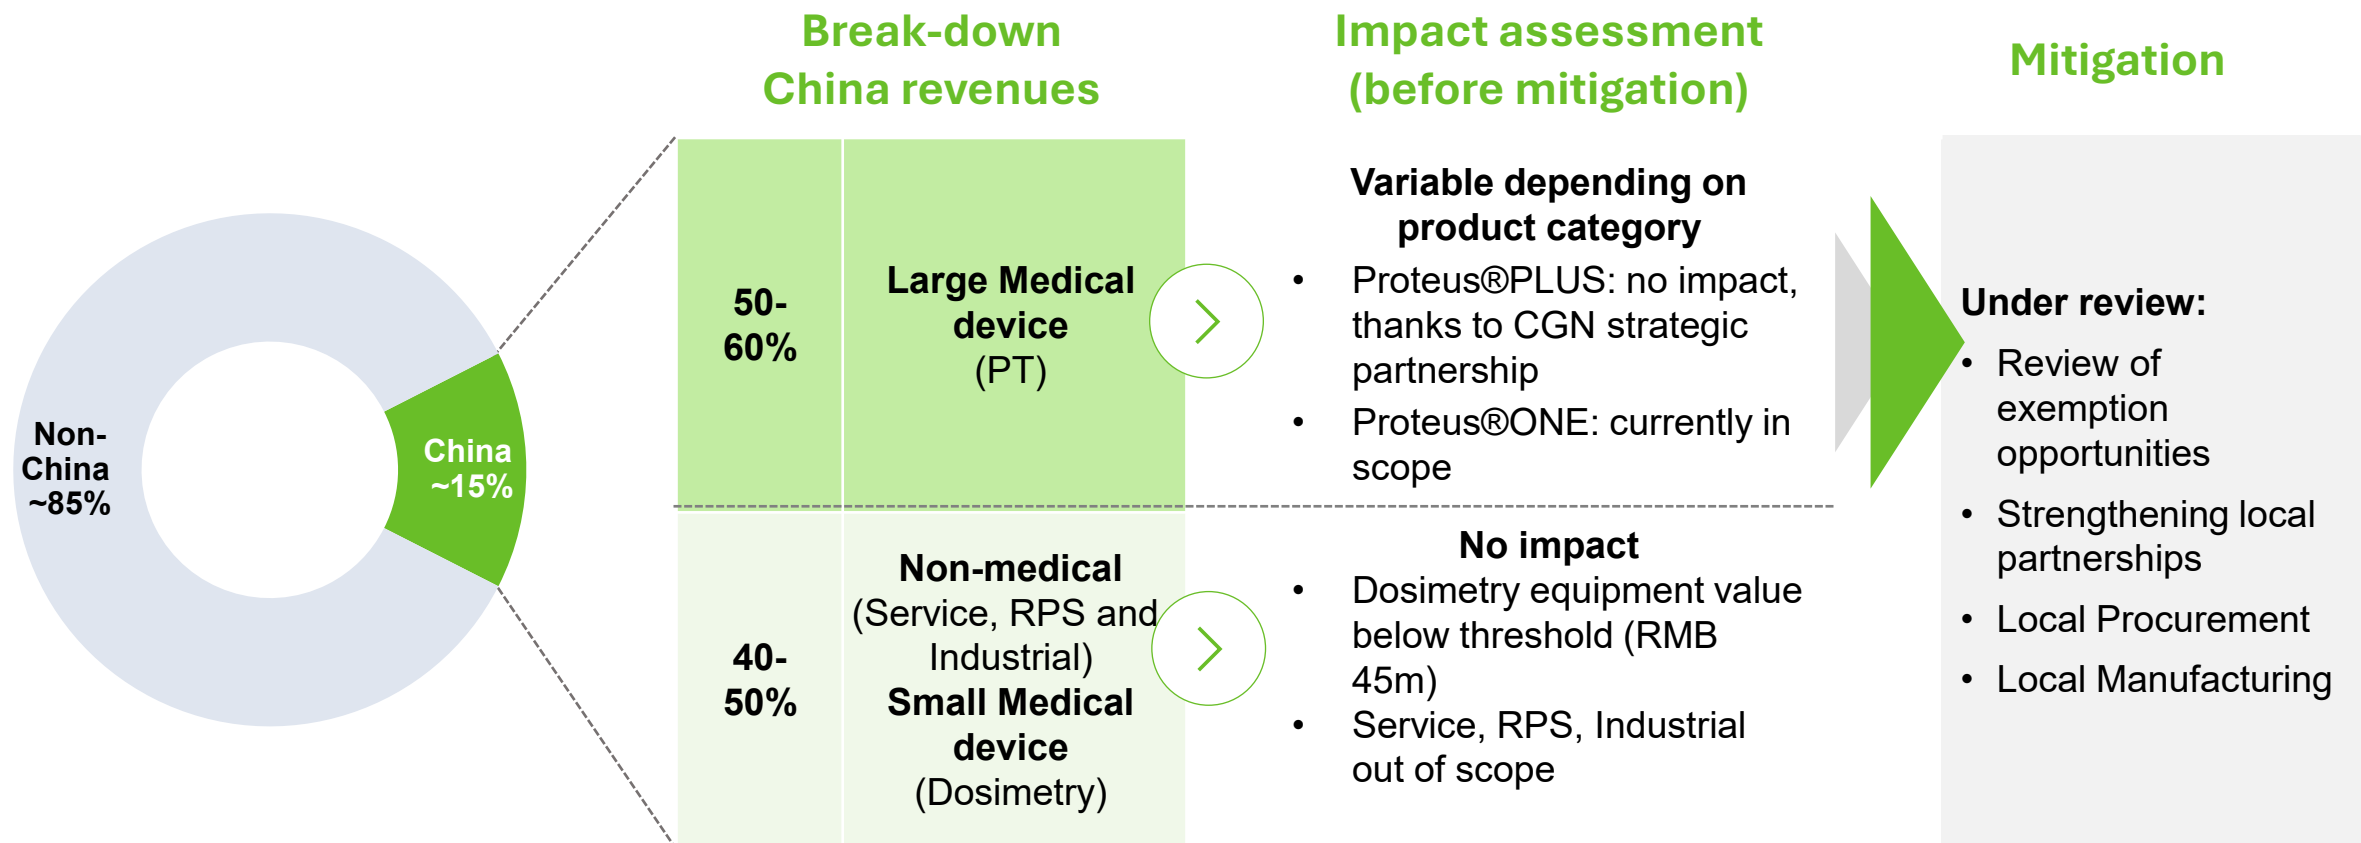 Break-down
China revenues
Impact assessment
(before mitigation)
Mitigation
Non-
China
~85%
China
~15%
50-
60%
Large Medical
device
(PT)
Variable depending on
product category
• Proteus®PLUS: no impact,
thanks to CGN strategic
partnership
• Proteus®ONE: currently in
scope
40-
50%
Non-medical
(Service, RPS and
Industrial)
Small Medical
device
(Dosimetry)
No impact
• Dosimetry equipment value
below threshold (RMB
45m)
• Service, RPS, Industrial
out of scope
Under review:
• Review of
exemption
opportunities
• Strengthening local
partnerships
• Local Procurement
• Local Manufacturing